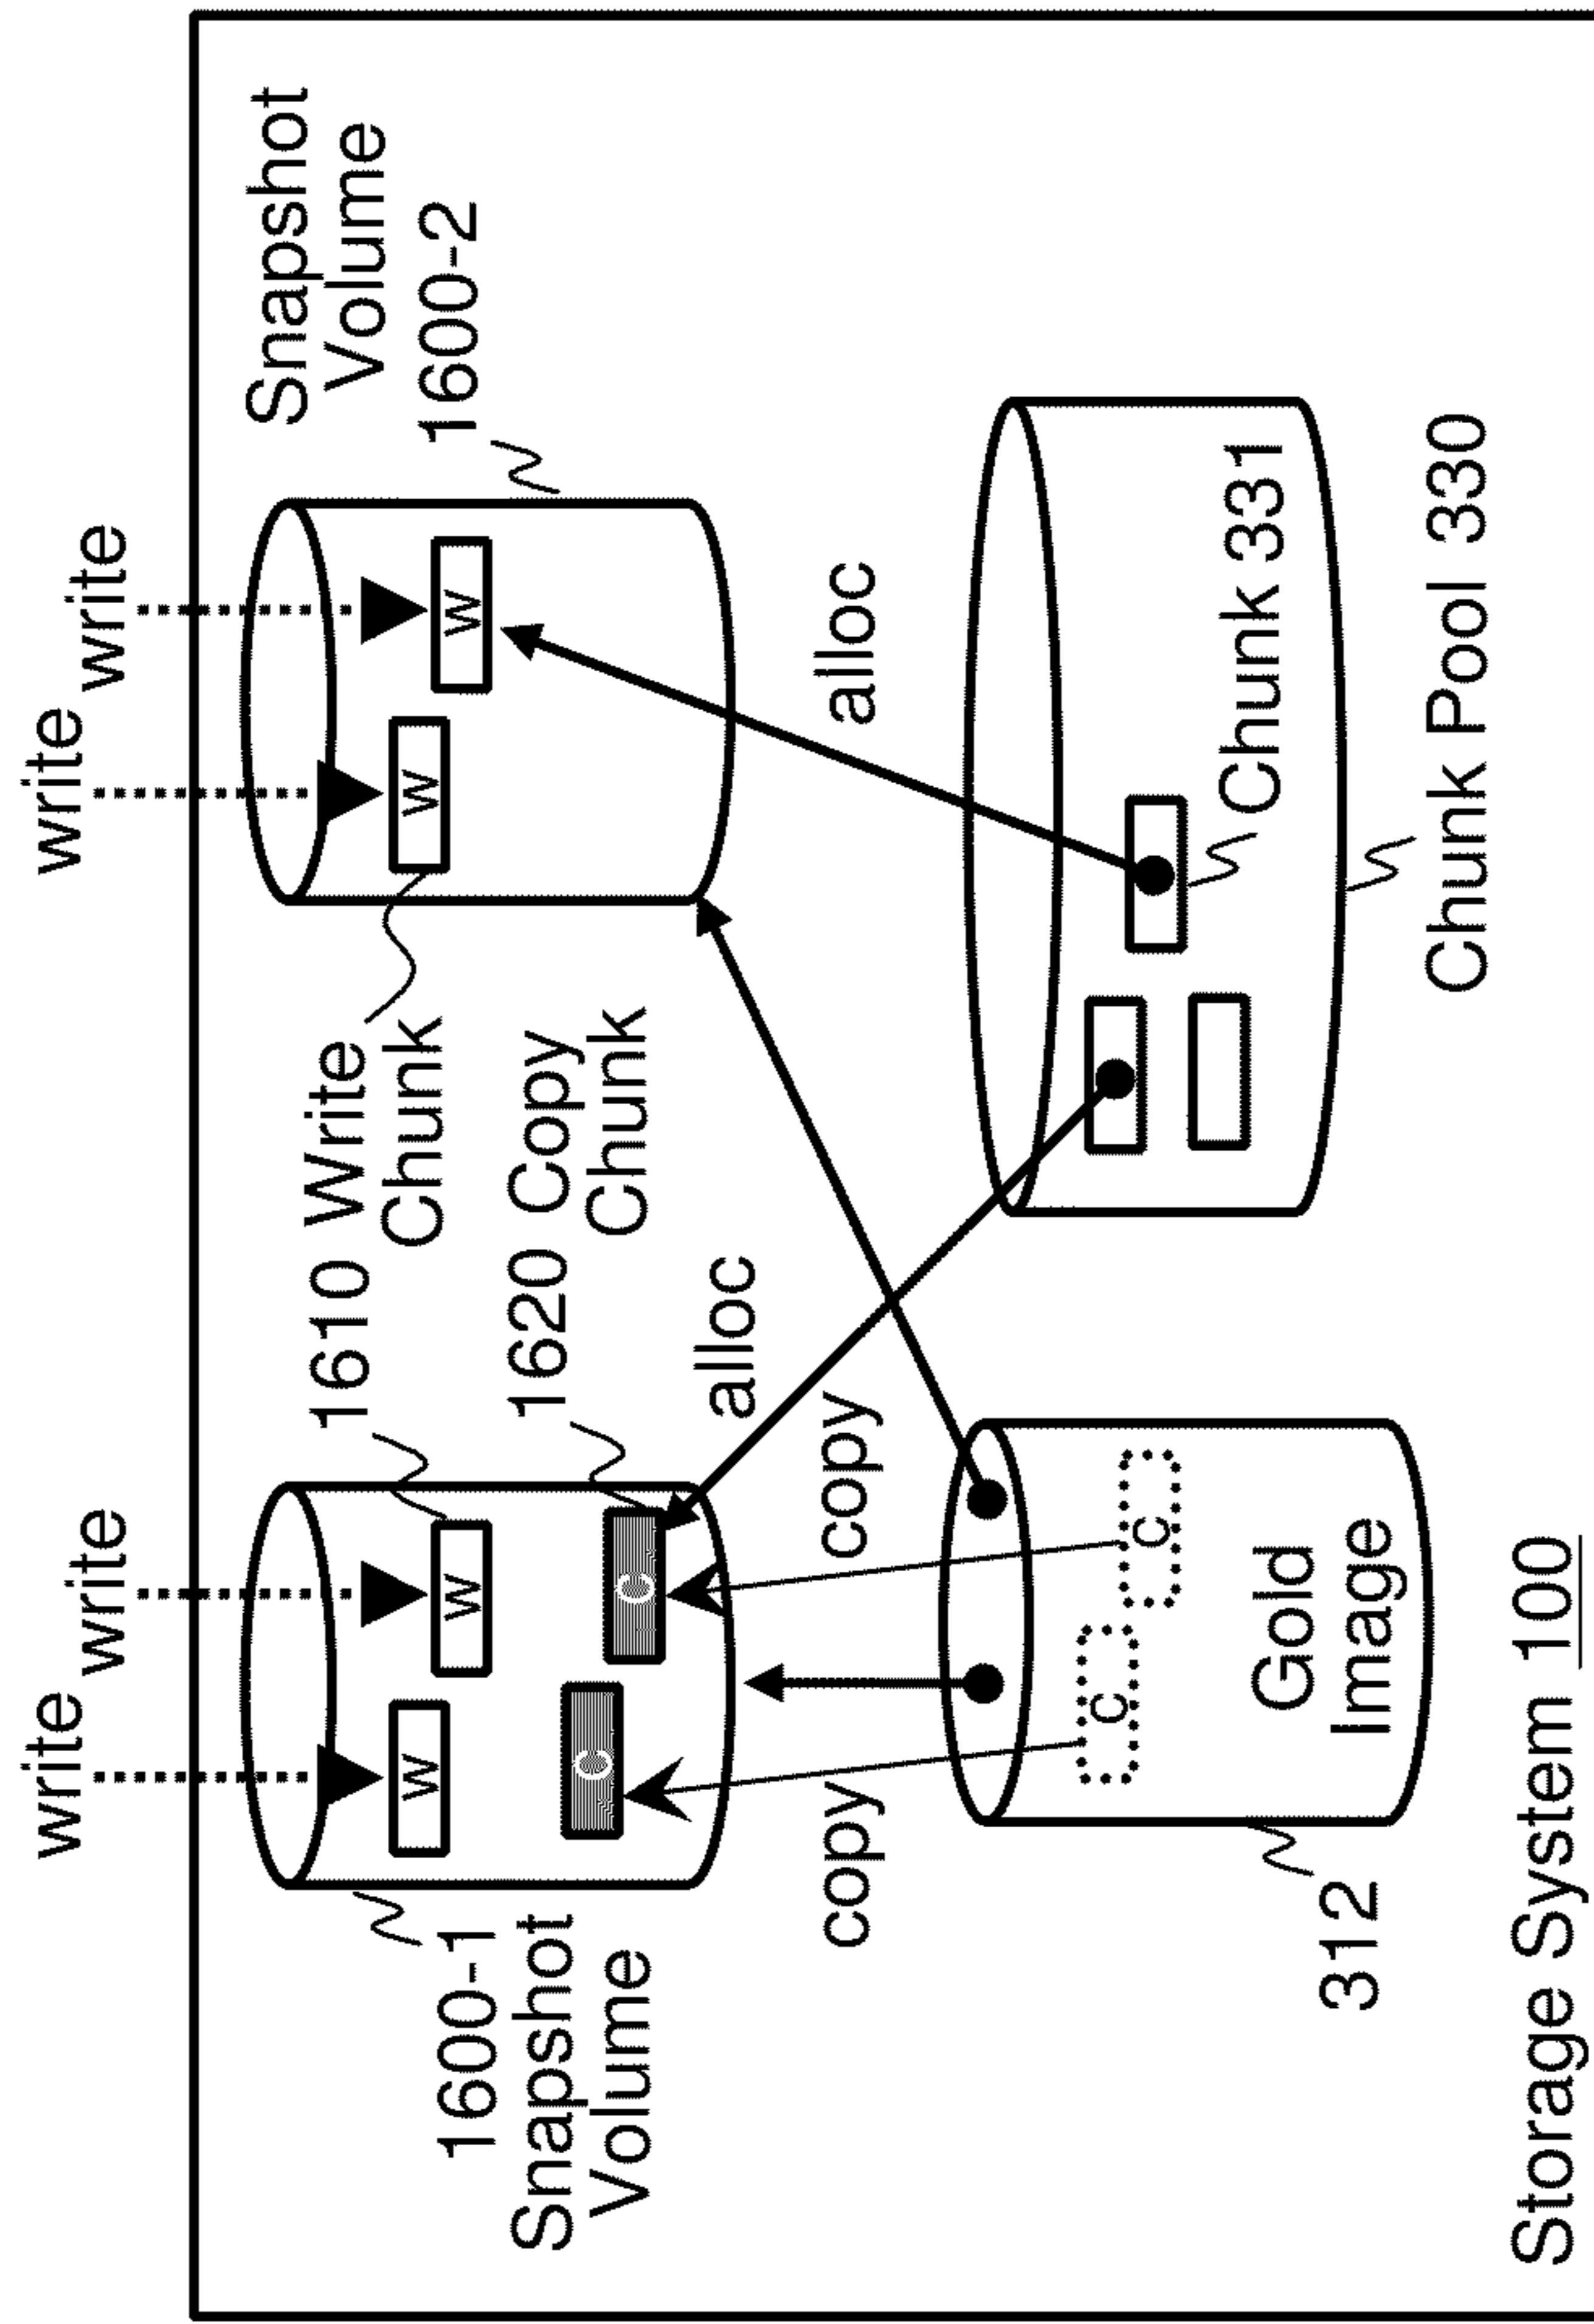 write
write
write
write
1600-1
Snapshot
Volume
W
W
C
C
1610 Write
Chunk
1620 Copy
Chunk
W
W
Snapshot
Volume
1600-2
copy
copy
alloc
alloc
C
C
Gold
Image
312
Chunk 331
Chunk Pool 330
Storage System 100